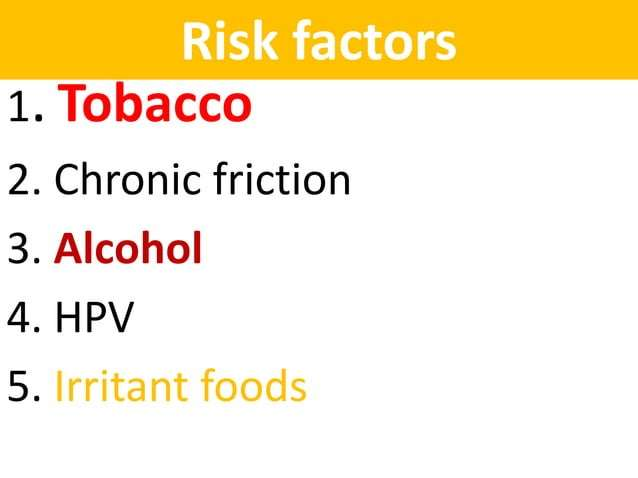 Risk factors
1. Tobacco
2. Chronic friction
3. Alcohol
4. HPV
5. Irritant foods